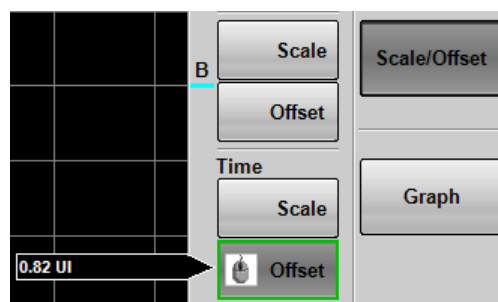 B
Scale
Offset
Time
Scale
Offset
0.82 UI
Scale/Offset
Graph